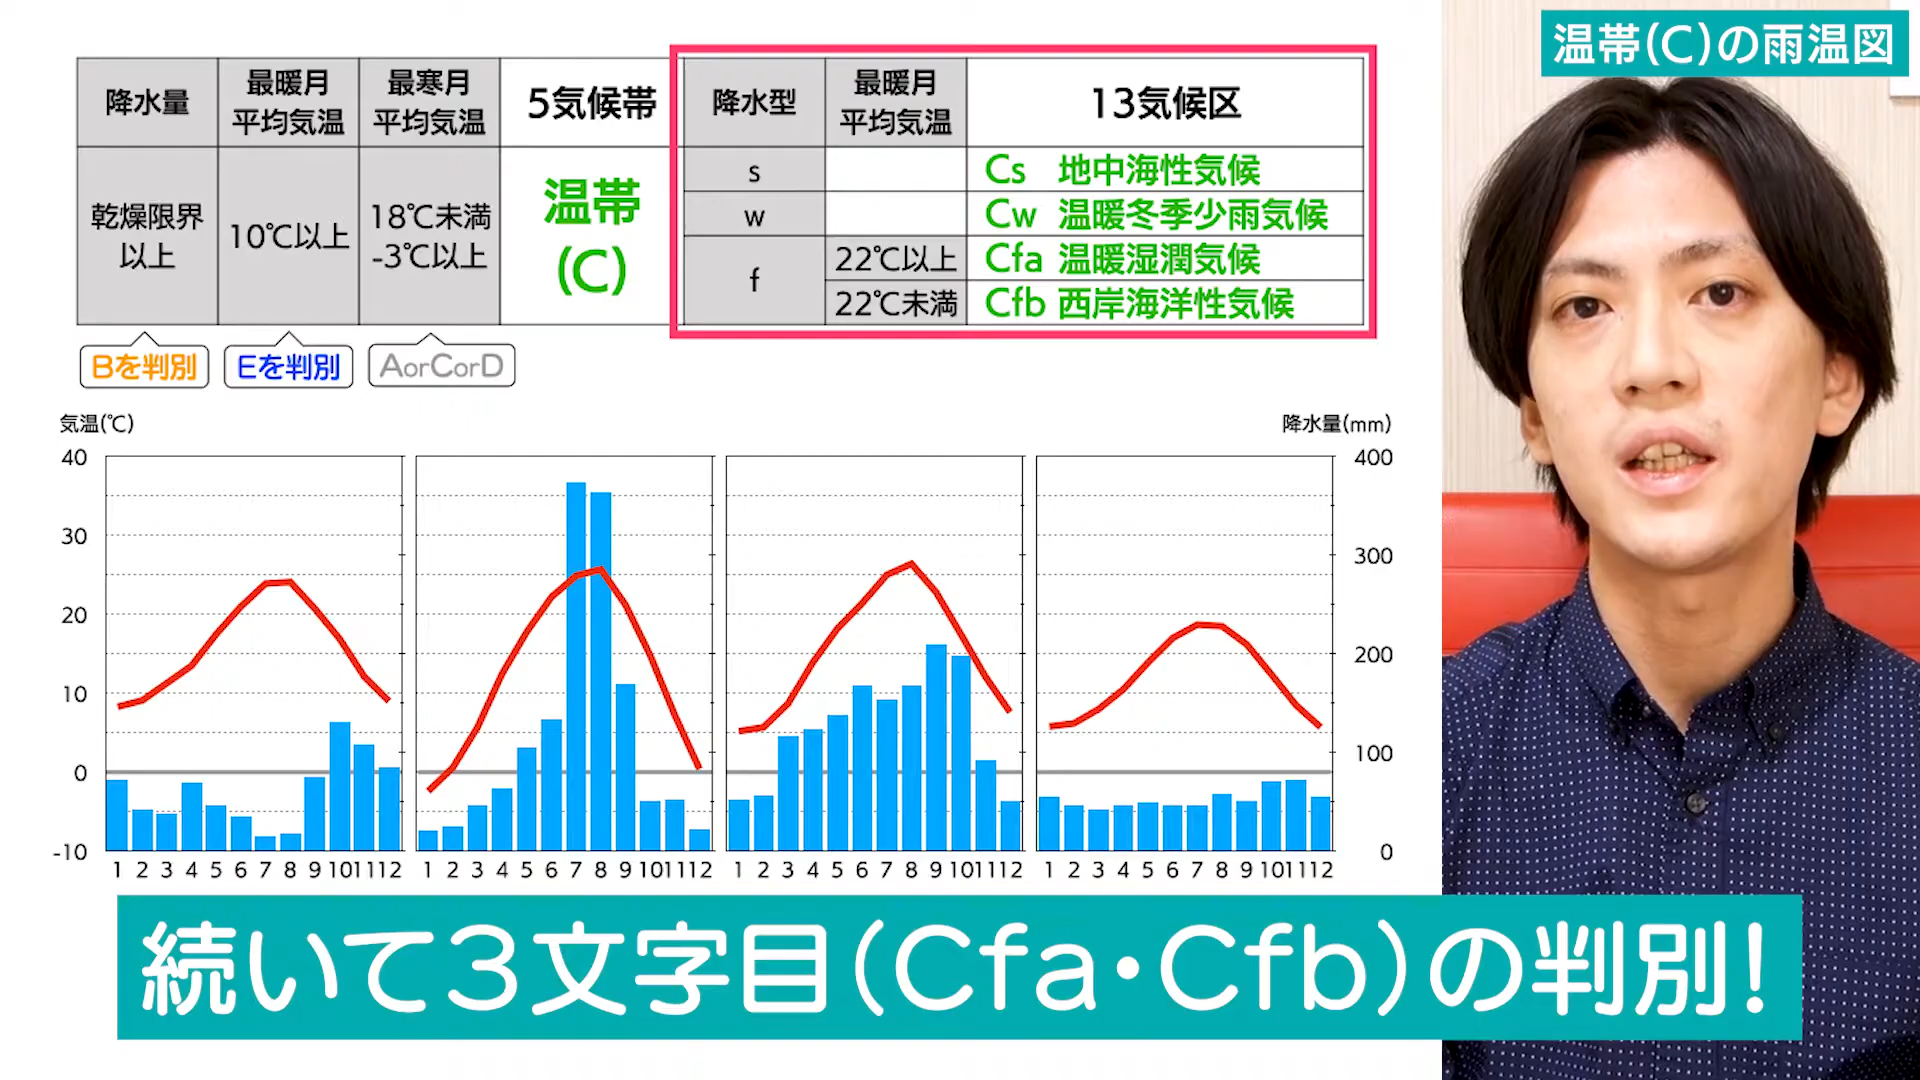 温帯(C)の雨温図
降水量
最暖月
平均気温
最寒月
平均気温
5気候帯
降水型
最暖月
平均気温
13気候区
乾燥限界
以上
10℃以上
18℃未満
-3℃以上
温帯
(C)
s
Cs 地中海性気候
w
Cw 温暖冬季少雨気候
f
22℃以上
Cfa 温暖湿潤気候
22℃未満
Cfb 西岸海洋性気候
Bを判別
Eを判別
AorCorD
気温(℃)
降水量(mm)
40
30
20
10
0
-10
400
300
200
100
0
1 2 3 4 5 6 7 8 9 10 11 12
1 2 3 4 5 6 7 8 9 10 11 12
1 2 3 4 5 6 7 8 9 10 11 12
1 2 3 4 5 6 7 8 9 10 11 12
続いて3文字目(Cfa・Cfb)の判別!